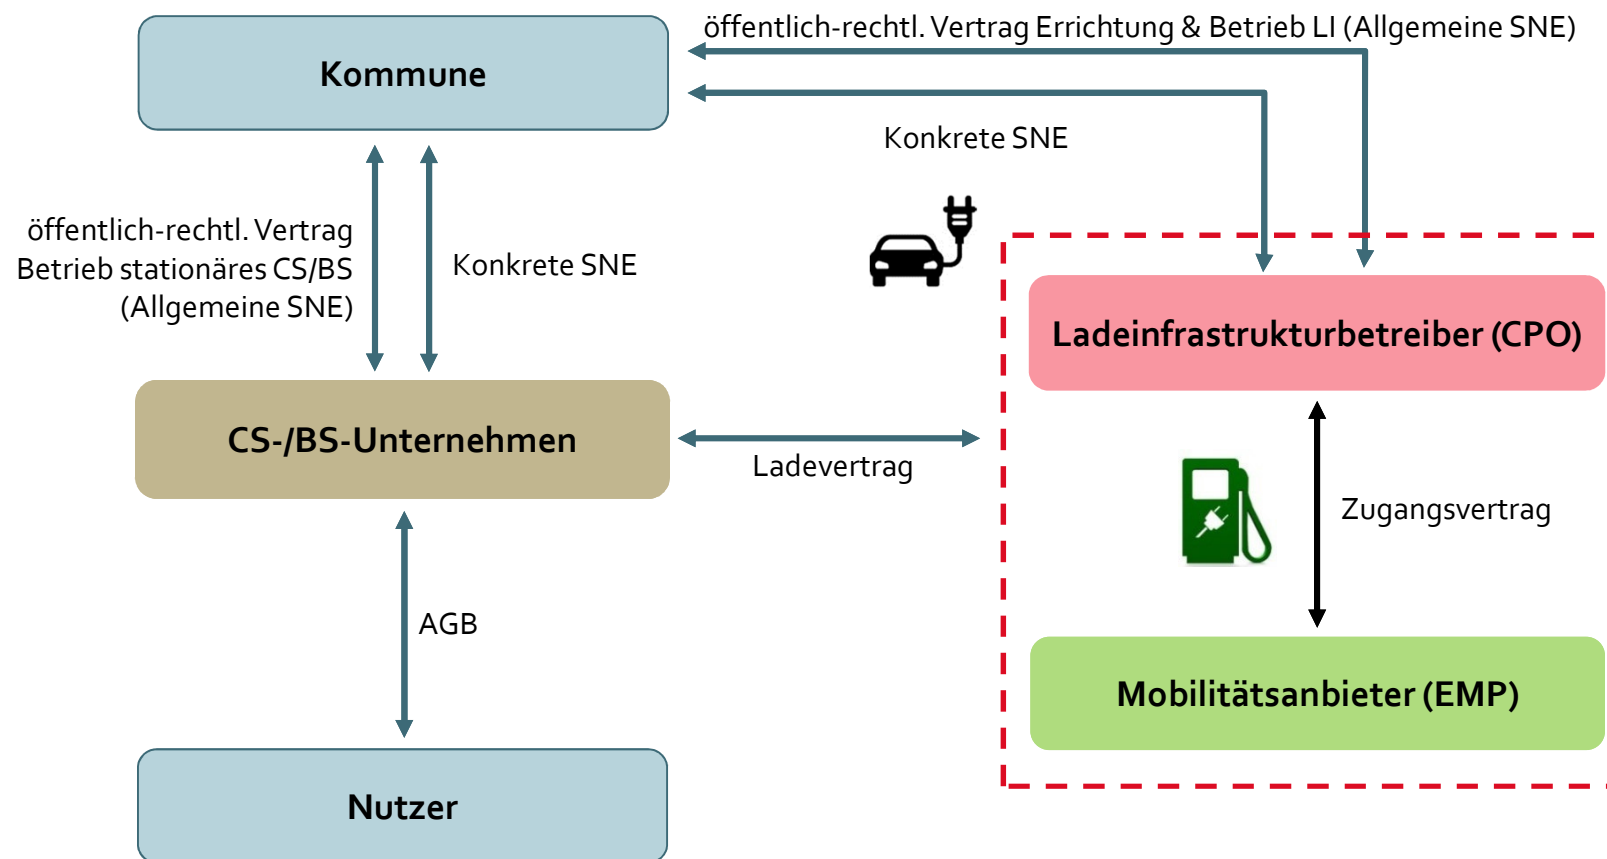 öffentlich-rechtl. Vertrag Errichtung & Betrieb LI (Allgemeine SNE)
Kommune
Konkrete SNE
öffentlich-rechtl. Vertrag
Betrieb stationäres CS/BS
(Allgemeine SNE)
Konkrete SNE
Ladeinfrastrukturbetreiber (CPO)
CS-/BS-Unternehmen
Ladevertrag
Zugangsvertrag
AGB
Mobilitätsanbieter (EMP)
Nutzer